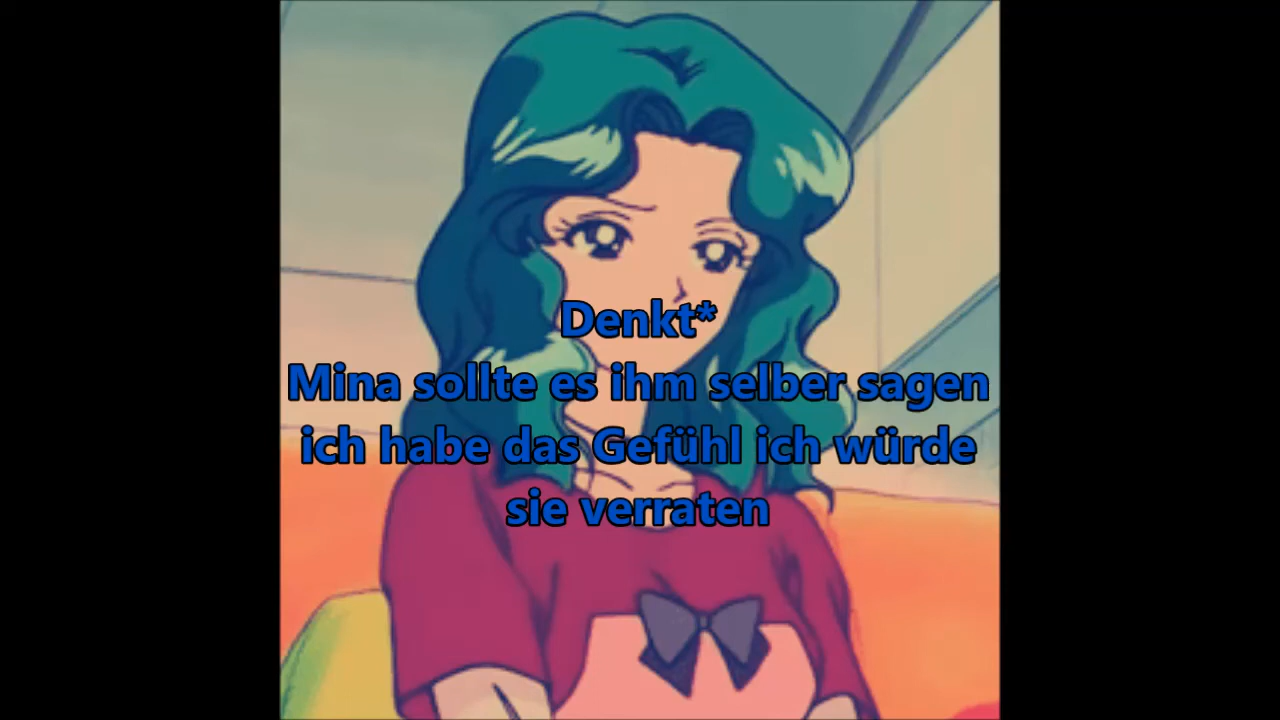 Denkt*
Mina sollte es ihm selber sagen
ich habe das Gefühl ich würde
sie verraten